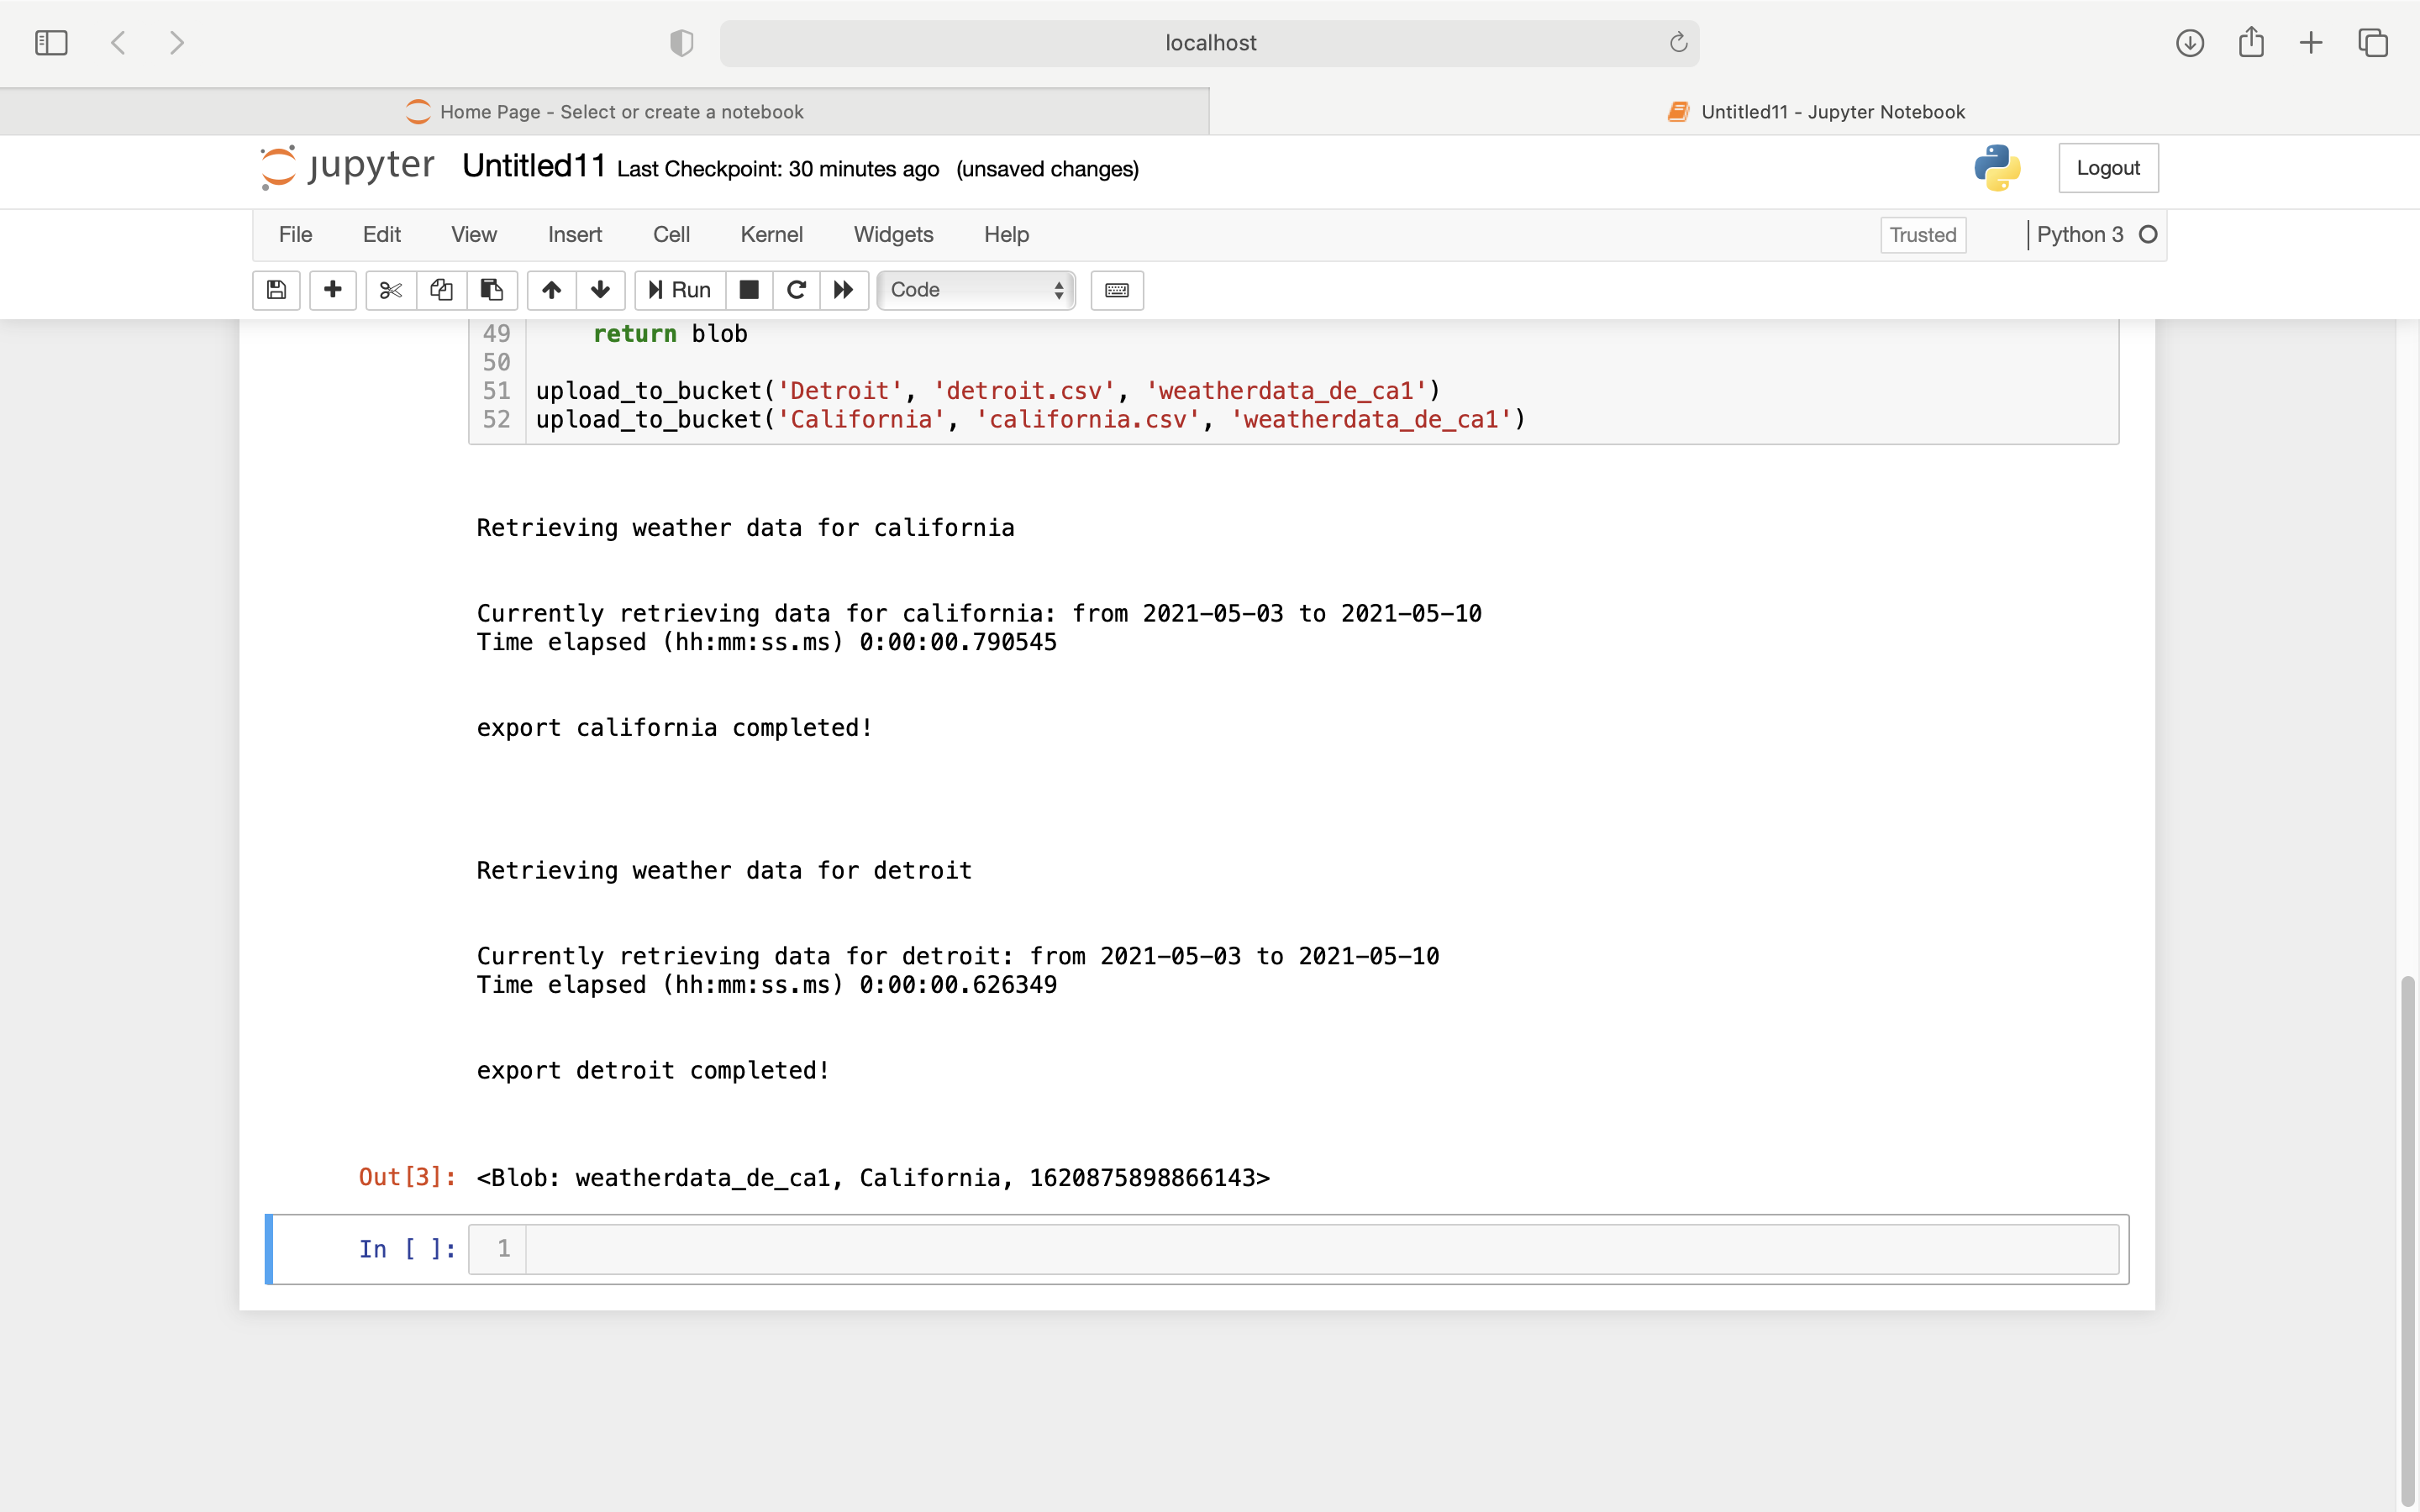 localhost
Home Page - Select or create a notebook
Untitled11 - Jupyter Notebook
jupyter Untitled11 Last Checkpoint: 30 minutes ago (unsaved changes)
Logout
File Edit View Insert Cell Kernel Widgets Help
Trusted
Python 3
Run
Code
49 return blob
50
51 upload_to_bucket('Detroit', 'detroit.csv', 'weatherdata_de_ca1')
52 upload_to_bucket('California', 'california.csv', 'weatherdata_de_ca1')
Retrieving weather data for california
Currently retrieving data for california: from 2021-05-03 to 2021-05-10
Time elapsed (hh:mm:ss.ms) 0:00:00.790545
export california completed!
Retrieving weather data for detroit
Currently retrieving data for detroit: from 2021-05-03 to 2021-05-10
Time elapsed (hh:mm:ss.ms) 0:00:00.626349
export detroit completed!
Out[3]: <Blob: weatherdata_de_ca1, California, 1620875898866143>
In [ ]: 1